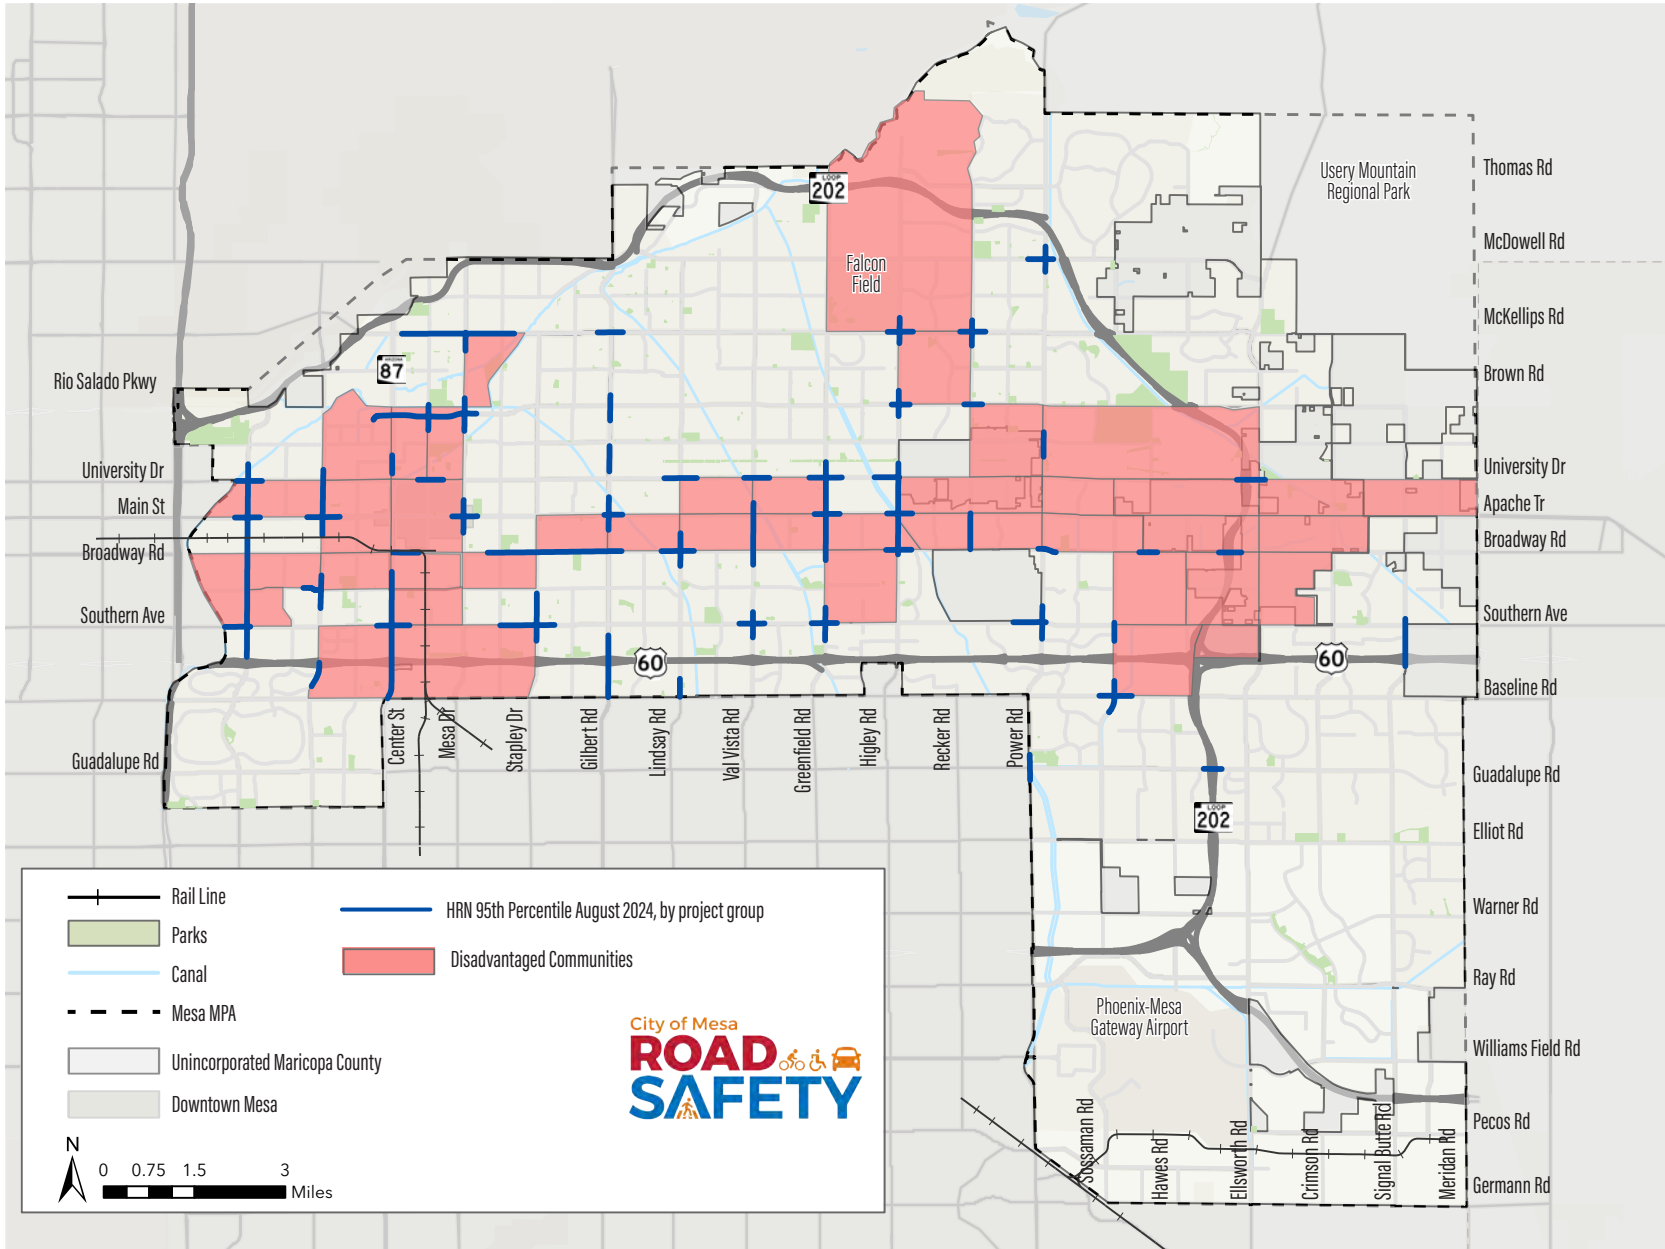 LOOP
202
Usery Mountain
Regional Park
Thomas Rd
McDowell Rd
Falcon
Field
McKellips Rd
ARIZONA
87
Rio Salado Pkwy
Brown Rd
University Dr
University Dr
Main St
Apache Tr
Broadway Rd
Broadway Rd
Southern Ave
Southern Ave
60
60
Baseline Rd
Center St
Mesa Dr
Stapley Dr
Gilbert Rd
Lindsay Rd
Val Vista Rd
Greenfield Rd
Higley Rd
Recker Rd
Power Rd
Guadalupe Rd
Guadalupe Rd
LOOP
202
Elliot Rd
Warner Rd
Ray Rd
Phoenix-Mesa
Gateway Airport
Williams Field Rd
Pecos Rd
Sossaman Rd
Hawes Rd
Ellsworth Rd
Crimson Rd
Signal Butte Rd
Meridian Rd
Germann Rd
Rail Line
Parks
Canal
Mesa MPA
Unincorporated Maricopa County
Downtown Mesa
HRN 95th Percentile August 2024, by project group
Disadvantaged Communities
City of Mesa
ROAD
SAFETY
N
0 0.75 1.5 3
Miles